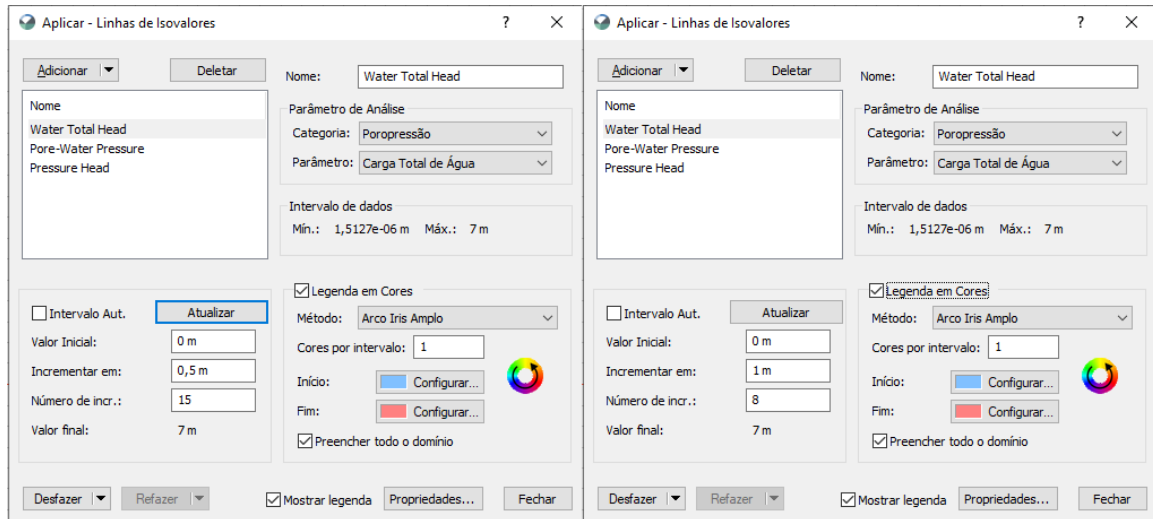 Aplicar - Linhas de Isovalores ? ×
Adicionar Deletar
Nome
Water Total Head
Pore-Water Pressure
Pressure Head
Nome: Water Total Head
Parâmetro de Análise
Categoria: Poropressão
Parâmetro: Carga Total de Água
Intervalo de dados
Mín.: 1,5127e-06 m Máx.: 7 m
Intervalo Aut. Atualizar
Valor Inicial: 0 m
Incrementar em: 0,5 m
Número de incr.: 15
Valor final: 7 m
Legenda em Cores
Método: Arco Iris Amplo
Cores por intervalo: 1
Início: Configurar...
Fim: Configurar...
Preencher todo o domínio
Desfazer Refazer Mostrar legenda Propriedades... Fechar
Aplicar - Linhas de Isovalores ? ×
Adicionar Deletar
Nome
Water Total Head
Pore-Water Pressure
Pressure Head
Nome: Water Total Head
Parâmetro de Análise
Categoria: Poropressão
Parâmetro: Carga Total de Água
Intervalo de dados
Mín.: 1,5127e-06 m Máx.: 7 m
Intervalo Aut. Atualizar
Valor Inicial: 0 m
Incrementar em: 1 m
Número de incr.: 8
Valor final: 7 m
Legenda em Cores
Método: Arco Iris Amplo
Cores por intervalo: 1
Início: Configurar...
Fim: Configurar...
Preencher todo o domínio
Desfazer Refazer Mostrar legenda Propriedades... Fechar